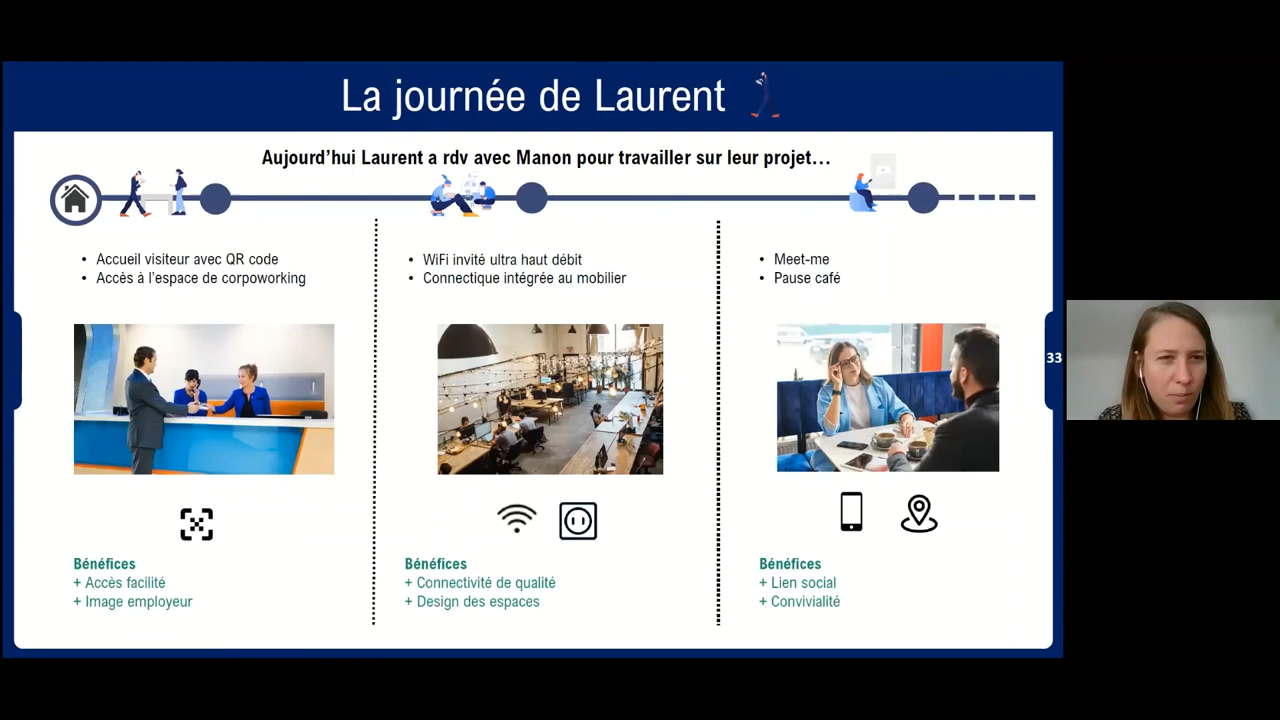 La journée de Laurent
Aujourd’hui Laurent a rdv avec Manon pour travailler sur leur projet…
• Accueil visiteur avec QR code
• Accès à l’espace de corpoworking
• WiFi invité ultra haut débit
• Connectique intégrée au mobilier
• Meet-me
• Pause café
33
Bénéfices
+ Accès facilité
+ Image employeur
Bénéfices
+ Connectivité de qualité
+ Design des espaces
Bénéfices
+ Lien social
+ Convivialité